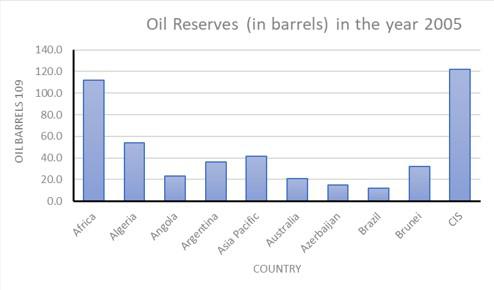 Oil Reserves (in barrels) in the year 2005
OIL BARRELS 109
140.0
120.0
100.0
80.0
60.0
40.0
20.0
0.0
Africa
Algeria
Angola
Argentina
Asia Pacific
Australia
Azerbaijan
Brazil
Brunei
CIS
COUNTRY